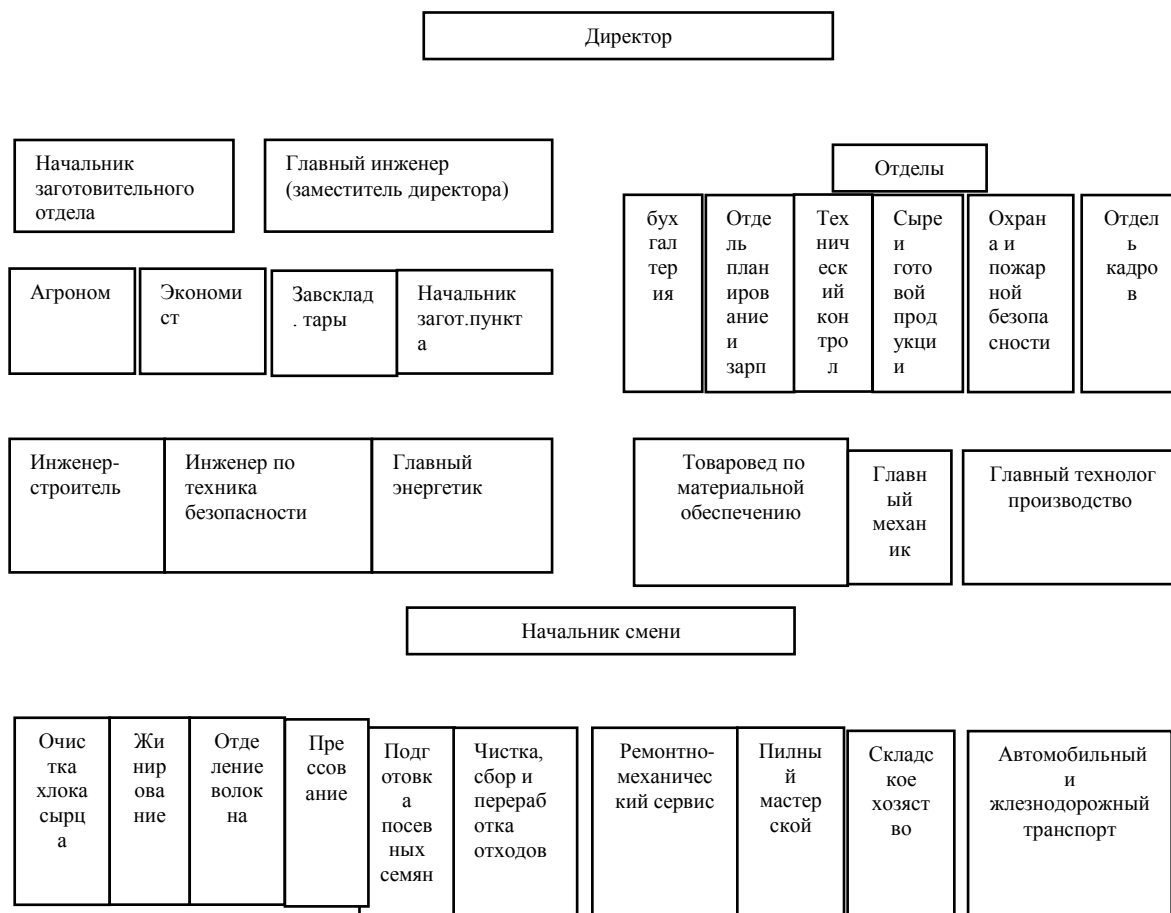 Директор
Начальник
заготовительного
отдела
Главный инженер
(заместитель директора)
Отделы
бух
гал
тер
ия
Отде
ль
план
иров
ание
и
зарп
Тех
нич
еск
ий
кон
тро
л
Сыре
и
гото
вой
прод
укци
и
Охран
а и
пожар
ной
безопа
сности
Отдел
ь
кадро
в
Агроном
Экономи
ст
Завсклад
. тары
Начальник
загот.пункт
а
Инженер-
строитель
Инженер по
техника
безопасности
Главный
энергетик
Товаровед по
материальной
обеспечению
Главн
ый
механ
ик
Главный технолог
производство
Начальник смени
Очис
тка
хлока
сырц
а
Жи
нир
ова
ние
Отде
ление
волок
на
Пре
ссов
ание
Подг
отовк
а
посев
ных
семян
Чистка,
сбор и
перераб
отка
отходов
Ремонтно-
механичес
кий сервис
Пилны
й
мастер
ской
Складс
кое
хозяст
во
Автомобильный
и
жлезнодорожный
транспорт